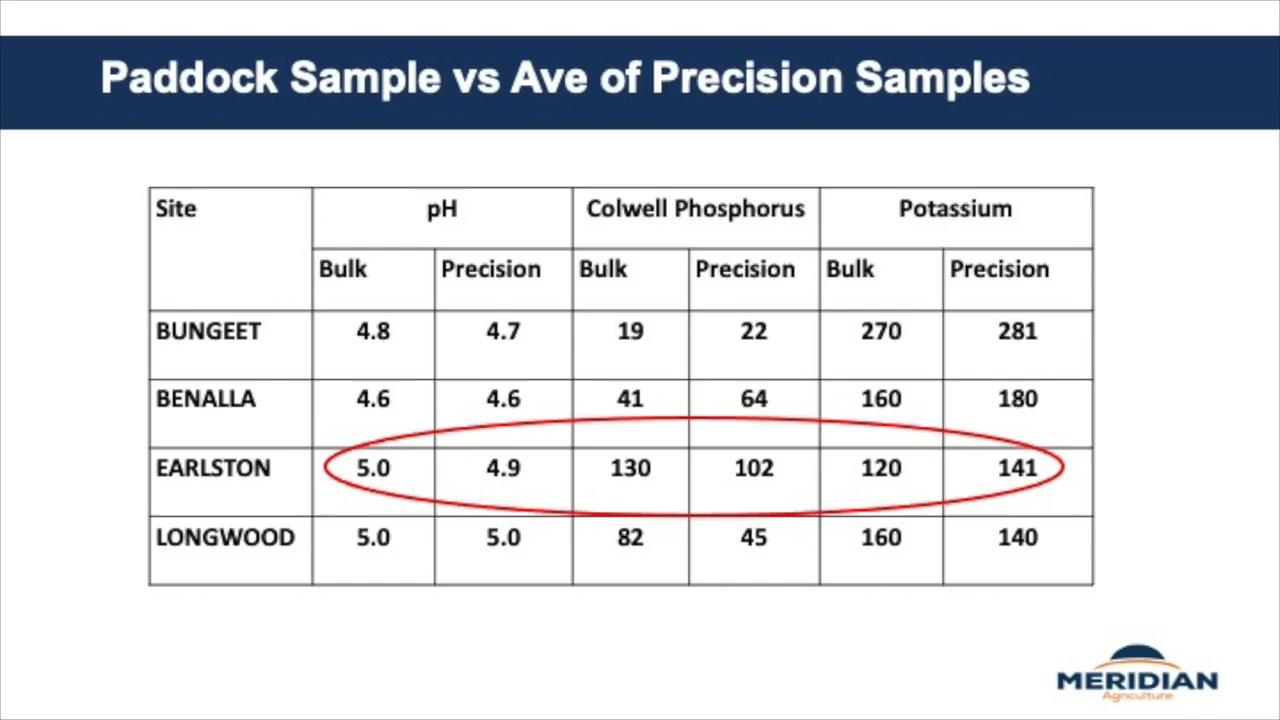 Paddock Sample vs Ave of Precision Samples
Site pH Colwell Phosphorus Potassium
Bulk Precision Bulk Precision Bulk Precision
BUNGEET 4.8 4.7 19 22 270 281
BENALLA 4.6 4.6 41 64 160 180
EARLSTON 5.0 4.9 130 102 120 141
LONGWOOD 5.0 5.0 82 45 160 140
MERIDIAN
Agriculture